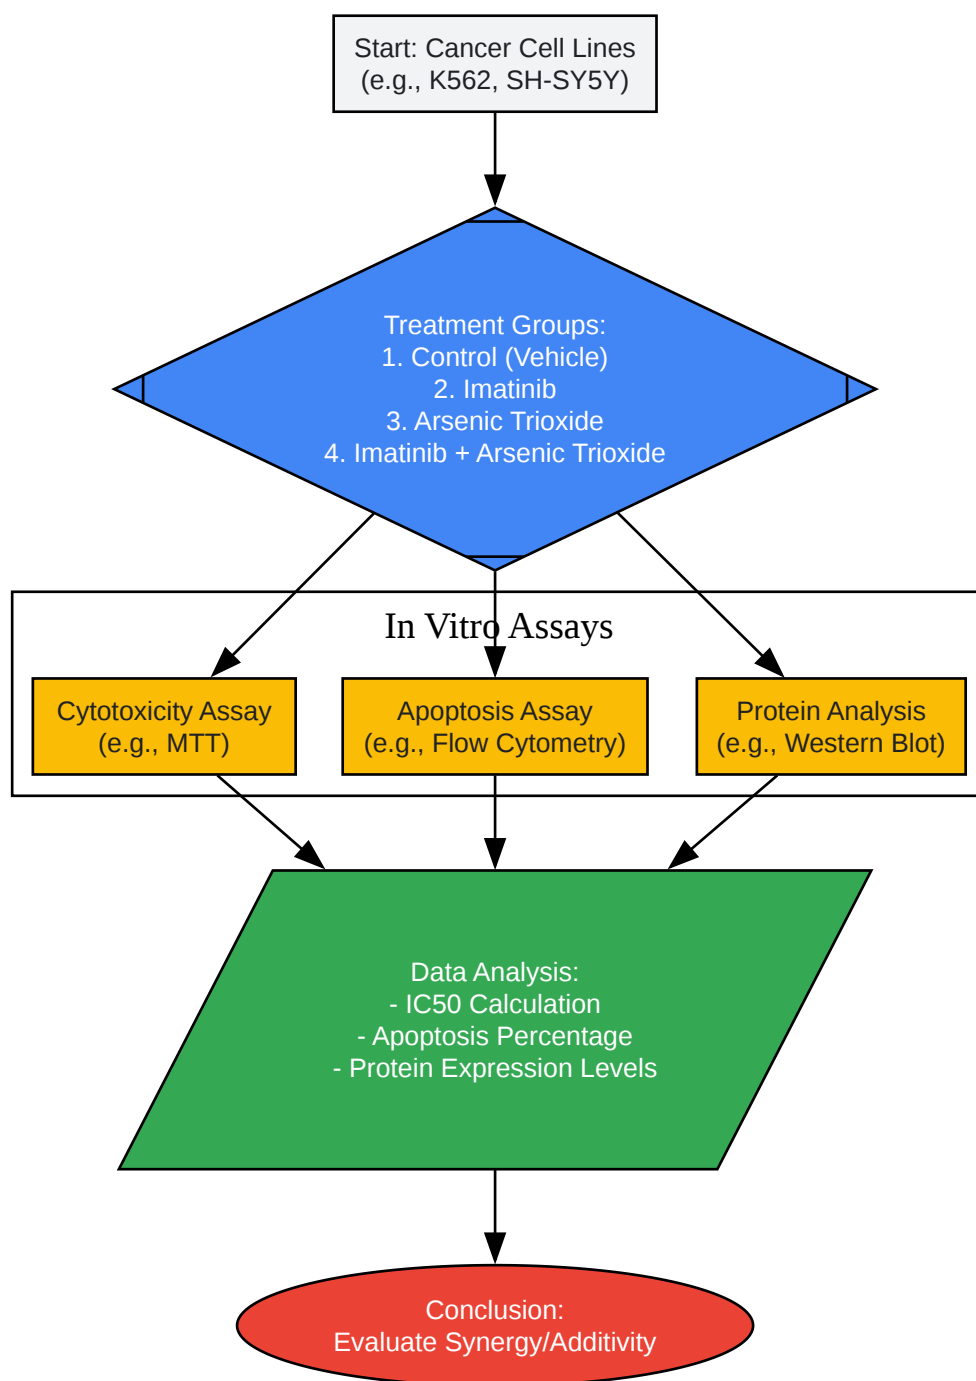 Start: Cancer Cell Lines
(e.g., K562, SH-SY5Y)
Treatment Groups:
1. Control (Vehicle)
2. Imatinib
3. Arsenic Trioxide
4. Imatinib + Arsenic Trioxide
In Vitro Assays
Cytotoxicity Assay
(e.g., MTT)
Apoptosis Assay
(e.g., Flow Cytometry)
Protein Analysis
(e.g., Western Blot)
Data Analysis:
- IC50 Calculation
- Apoptosis Percentage
- Protein Expression Levels
Conclusion:
Evaluate Synergy/Additivity